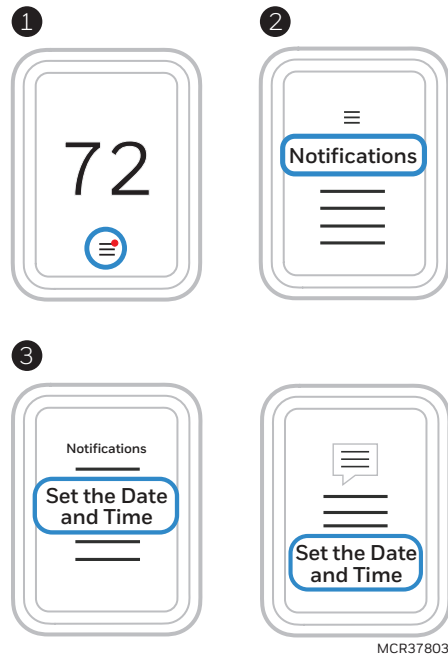 1
2
72
Notifications
3
Notifications
Set the Date
and Time
Set the Date
and Time
MCR37803